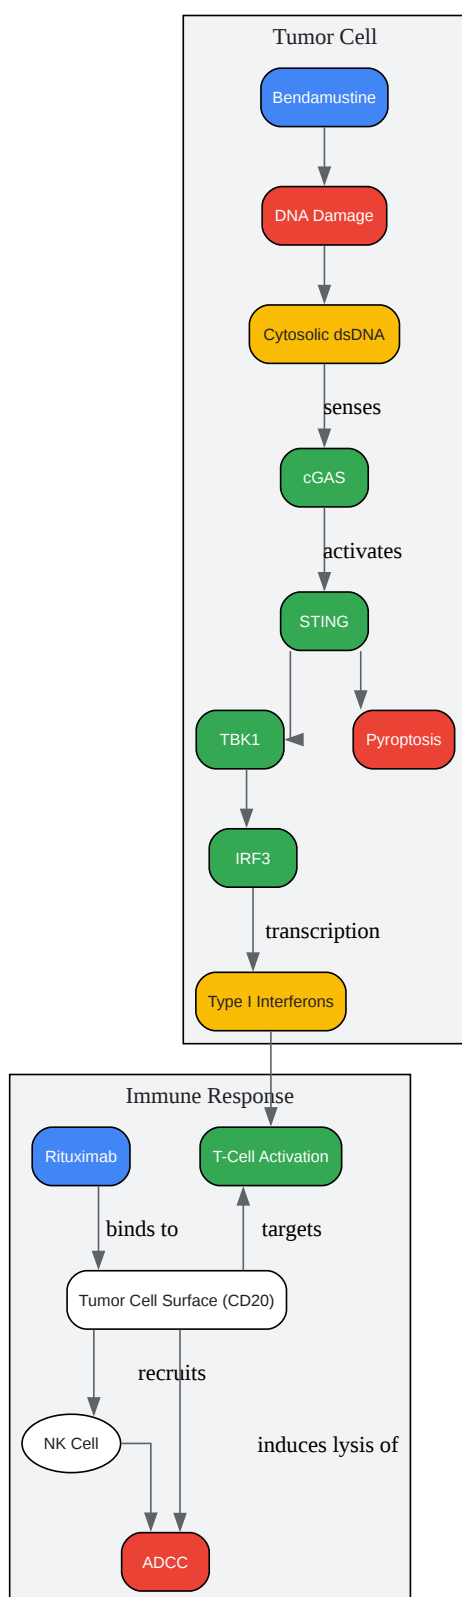 Tumor Cell
Bendamustine
DNA Damage
Cytosolic dsDNA
senses
cGAS
activates
STING
TBK1
Pyroptosis
IRF3
transcription
Type I Interferons
Immune Response
Rituximab
T-Cell Activation
binds to
targets
Tumor Cell Surface (CD20)
recruits
NK Cell
induces lysis of
ADCC